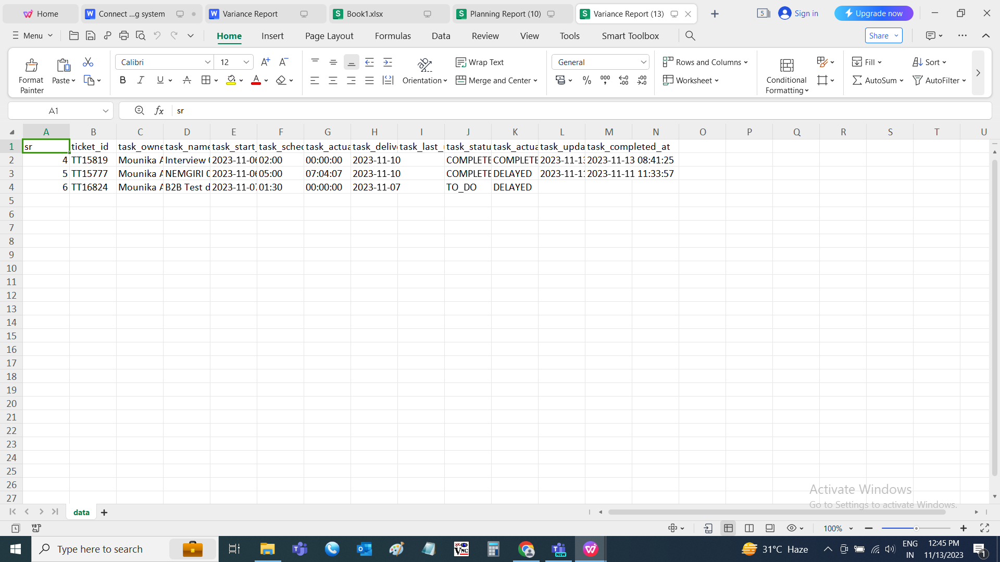 Home Connect ...g system Variance Report Book1.xlsx Planning Report (10) Variance Report (13) + 5 Sign in Upgrade now
Menu Home Insert Page Layout Formulas Data Review View Tools Smart Toolbox Share
Format Painter Paste Calibri 12 A+ A- Wrap Text General Rows and Columns Fill Sort
B I U A A Orientation Merge and Center % 000 Worksheet Conditional Formatting AutoSum AutoFilter
A1 fx sr
A B C D E F G H I J K L M N O P Q R S T U
1 sr ticket_id task_owne task_name task_start_ task_sched task_actua task_delive task_last_ task_statu task_actua task_upda task_completed_at
2 4 TT15819 Mounika A Interview 2023-11-06 02:00 00:00:00 2023-11-10 COMPLETE COMPLETE 2023-11-13 2023-11-13 08:41:25
3 5 TT15777 Mounika A NEMGIRI 2023-11-06 05:00 07:04:07 2023-11-10 COMPLETE DELAYED 2023-11-11 2023-11-11 11:33:57
4 6 TT16824 Mounika A B2B Test d 2023-11-07 01:30 00:00:00 2023-11-07 TO_DO DELAYED
5
6
7
8
9
10
11
12
13
14
15
16
17
18
19
20
21
22
23
24
25
26
27
Activate Windows
Go to Settings to activate Windows.
data +
100%
Type here to search 31°C Haze ENG IN 12:45 PM 11/13/2023 1